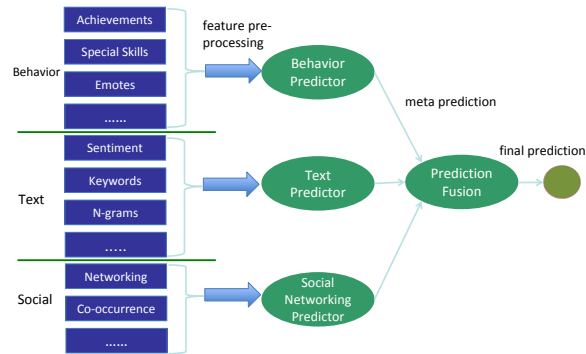 Behavior
Achievements
Special Skills
Emotes
......
feature pre-
processing
Behavior
Predictor
meta prediction
Text
Sentiment
Keywords
N-grams
.....
Text
Predictor
Prediction
Fusion
final prediction
Social
Networking
Co-occurrence
......
Social
Networking
Predictor